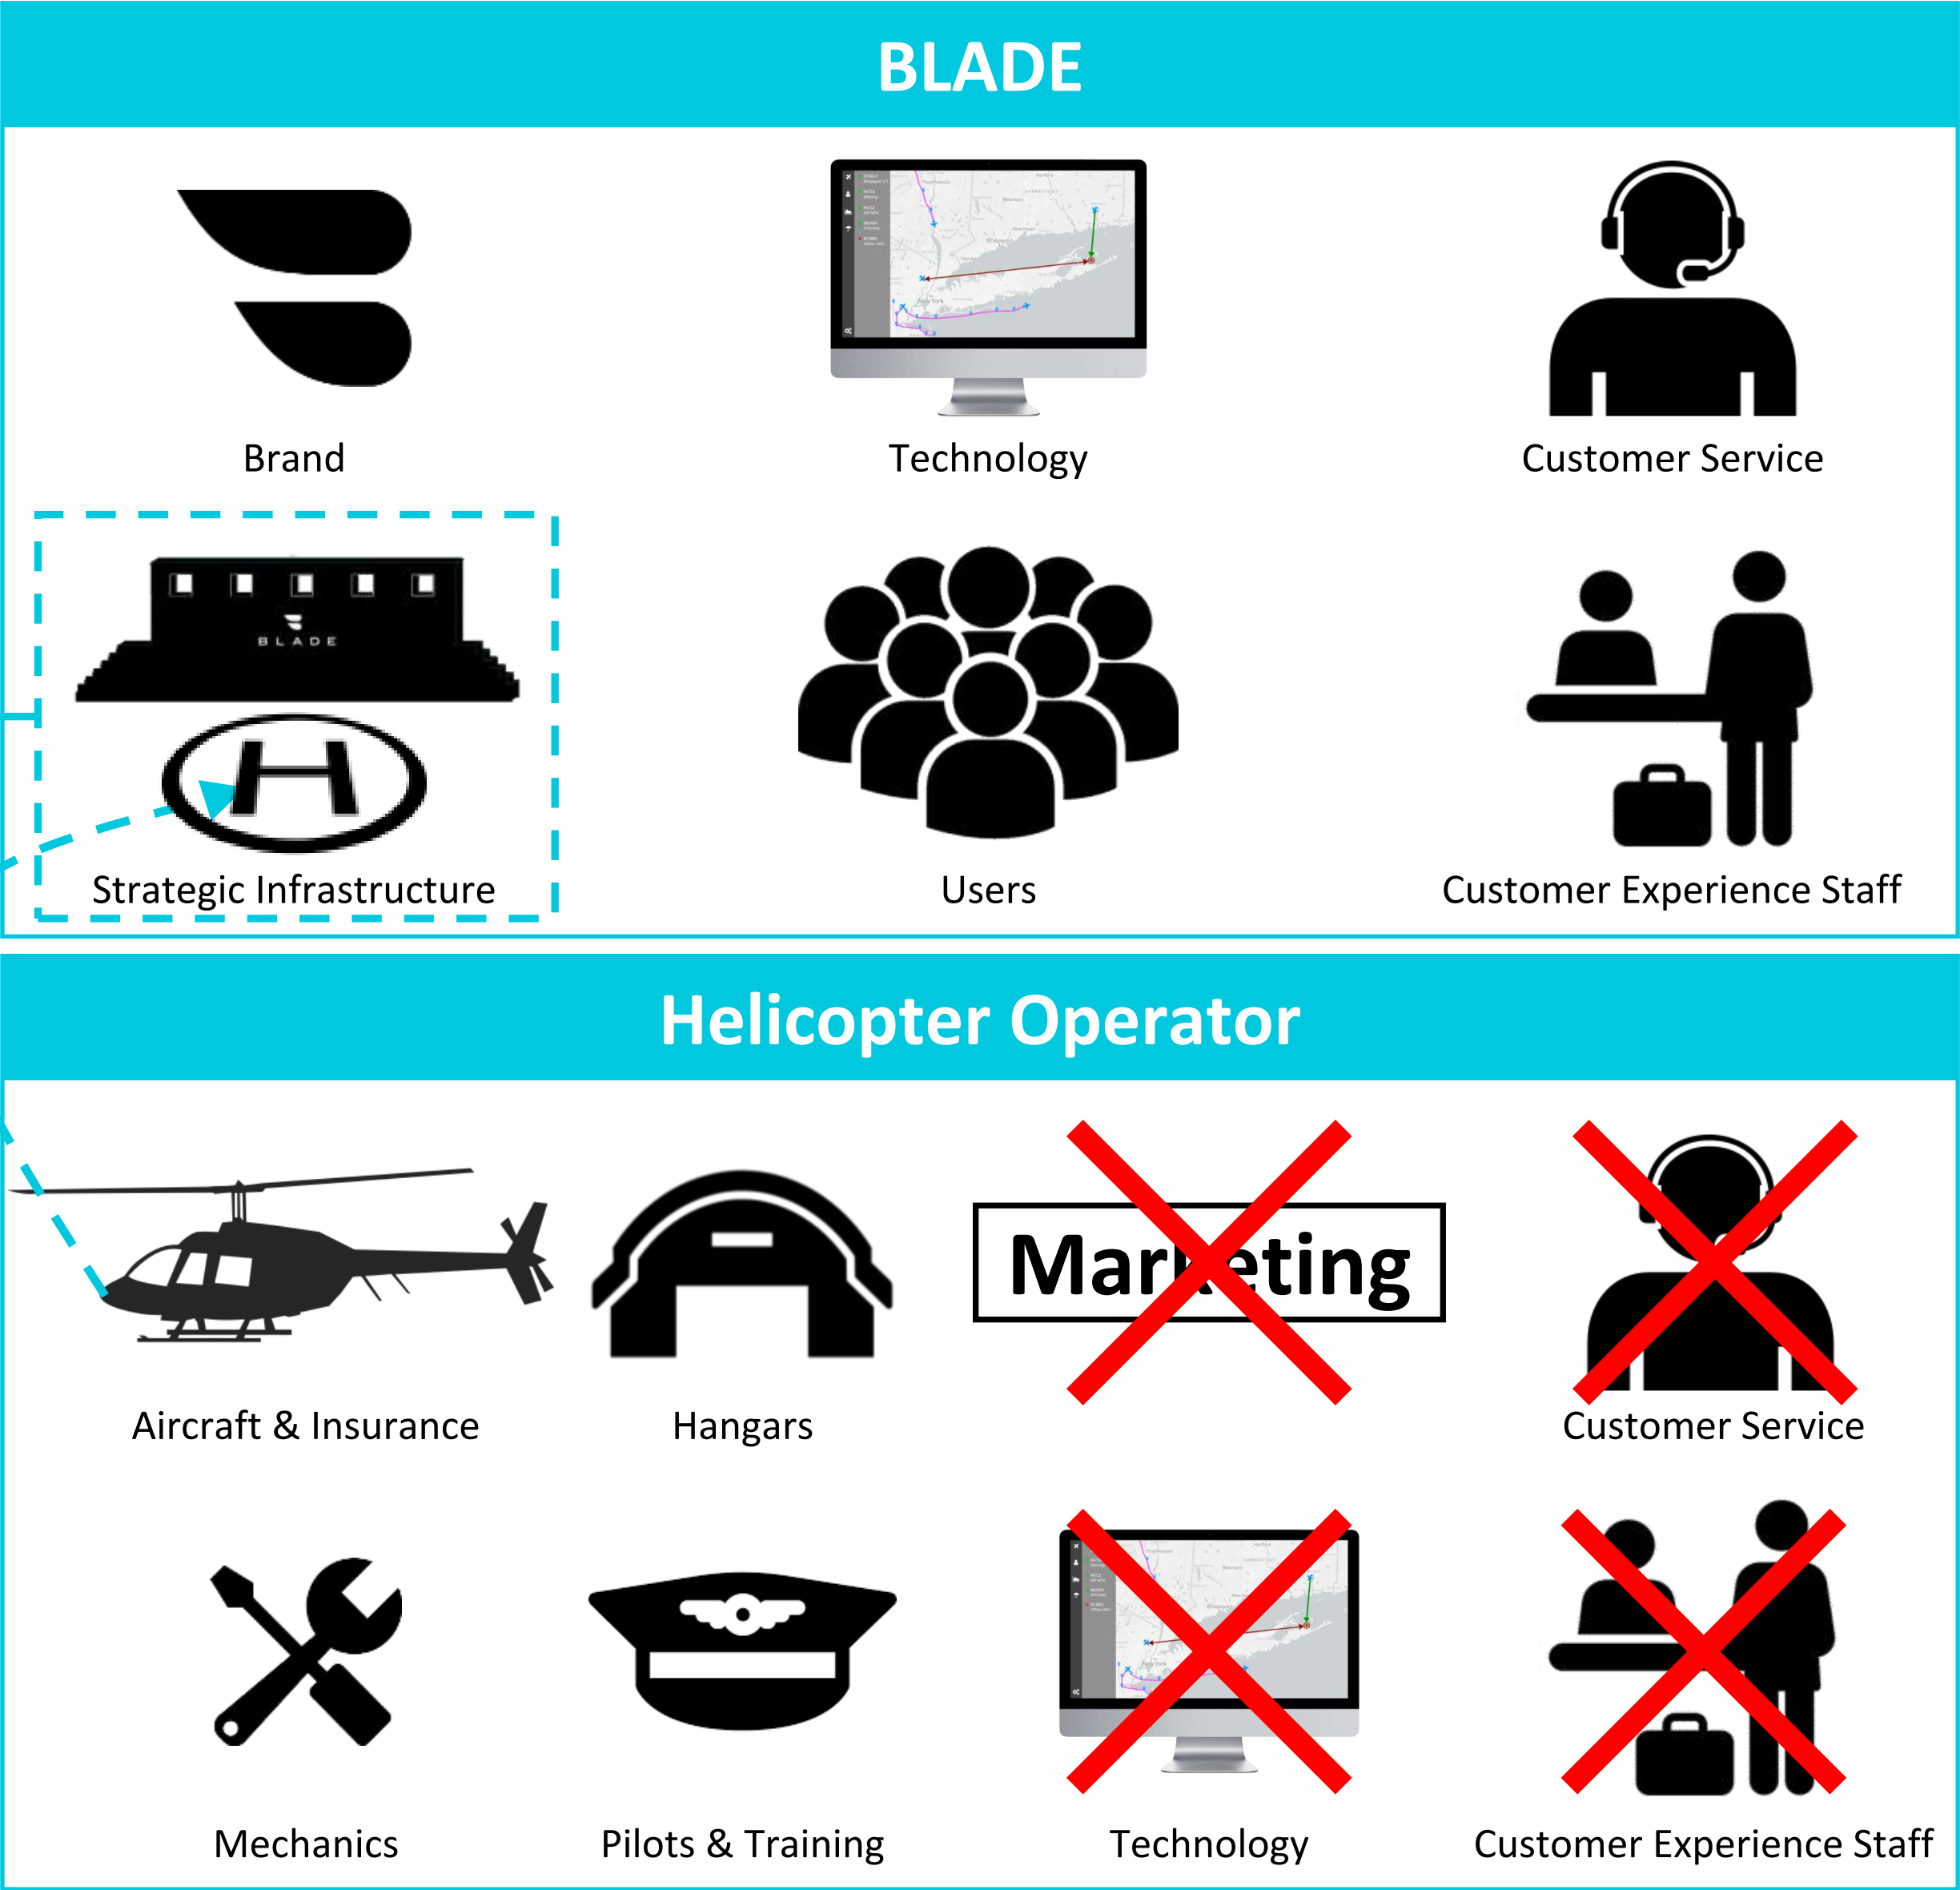 BLADE
Brand
Technology
Customer Service
BLADE
H
Strategic Infrastructure
Users
Customer Experience Staff
Helicopter Operator
Marketing
Aircraft & Insurance
Hangars
Customer Service
Mechanics
Pilots & Training
Technology
Customer Experience Staff